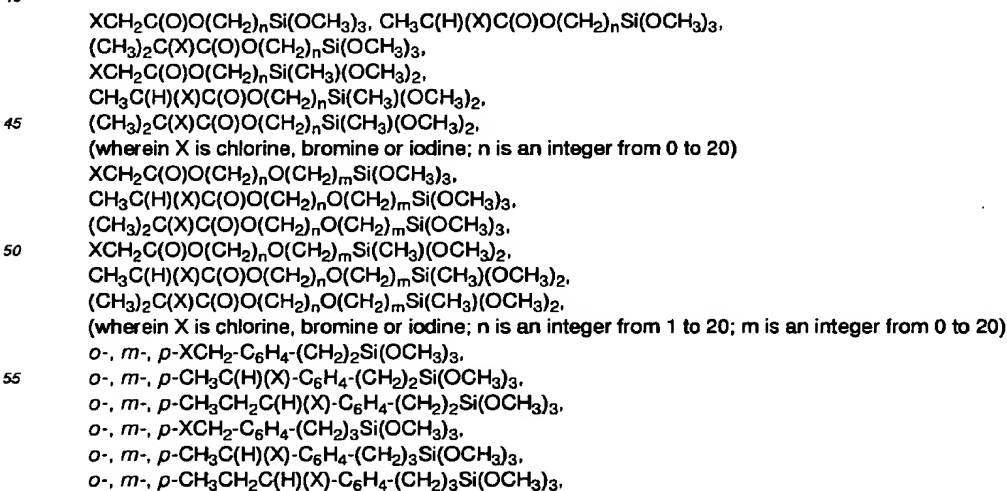 XCH2C(O)O(CH2)nSi(OCH3)3, CH3C(H)(X)C(O)O(CH2)nSi(OCH3)3,
(CH3)2C(X)C(O)O(CH2)nSi(OCH3)3,
XCH2C(O)O(CH2)nSi(CH3)(OCH3)2,
CH3C(H)(X)C(O)O(CH2)nSi(CH3)(OCH3)2,
45 (CH3)2C(X)C(O)O(CH2)nSi(CH3)(OCH3)2,
(wherein X is chlorine, bromine or iodine; n is an integer from 0 to 20)
XCH2C(O)O(CH2)nO(CH2)mSi(OCH3)3,
CH3C(H)(X)C(O)O(CH2)nO(CH2)mSi(OCH3)3,
(CH3)2C(X)C(O)O(CH2)nO(CH2)mSi(OCH3)3,
50 XCH2C(O)O(CH2)nO(CH2)mSi(CH3)(OCH3)2,
CH3C(H)(X)C(O)O(CH2)nO(CH2)mSi(CH3)(OCH3)2,
(CH3)2C(X)C(O)O(CH2)nO(CH2)mSi(CH3)(OCH3)2,
(wherein X is chlorine, bromine or iodine; n is an integer from 1 to 20; m is an integer from 0 to 20)
o-, m-, p-XCH2-C6H4-(CH2)2Si(OCH3)3,
55 o-, m-, p-CH3C(H)(X)-C6H4-(CH2)2Si(OCH3)3,
o-, m-, p-CH3CH2C(H)(X)-C6H4-(CH2)2Si(OCH3)3,
o-, m-, p-XCH2-C6H4-(CH2)3Si(OCH3)3,
o-, m-, p-CH3C(H)(X)-C6H4-(CH2)3Si(OCH3)3,
o-, m-, p-CH3CH2C(H)(X)-C6H4-(CH2)3Si(OCH3)3,